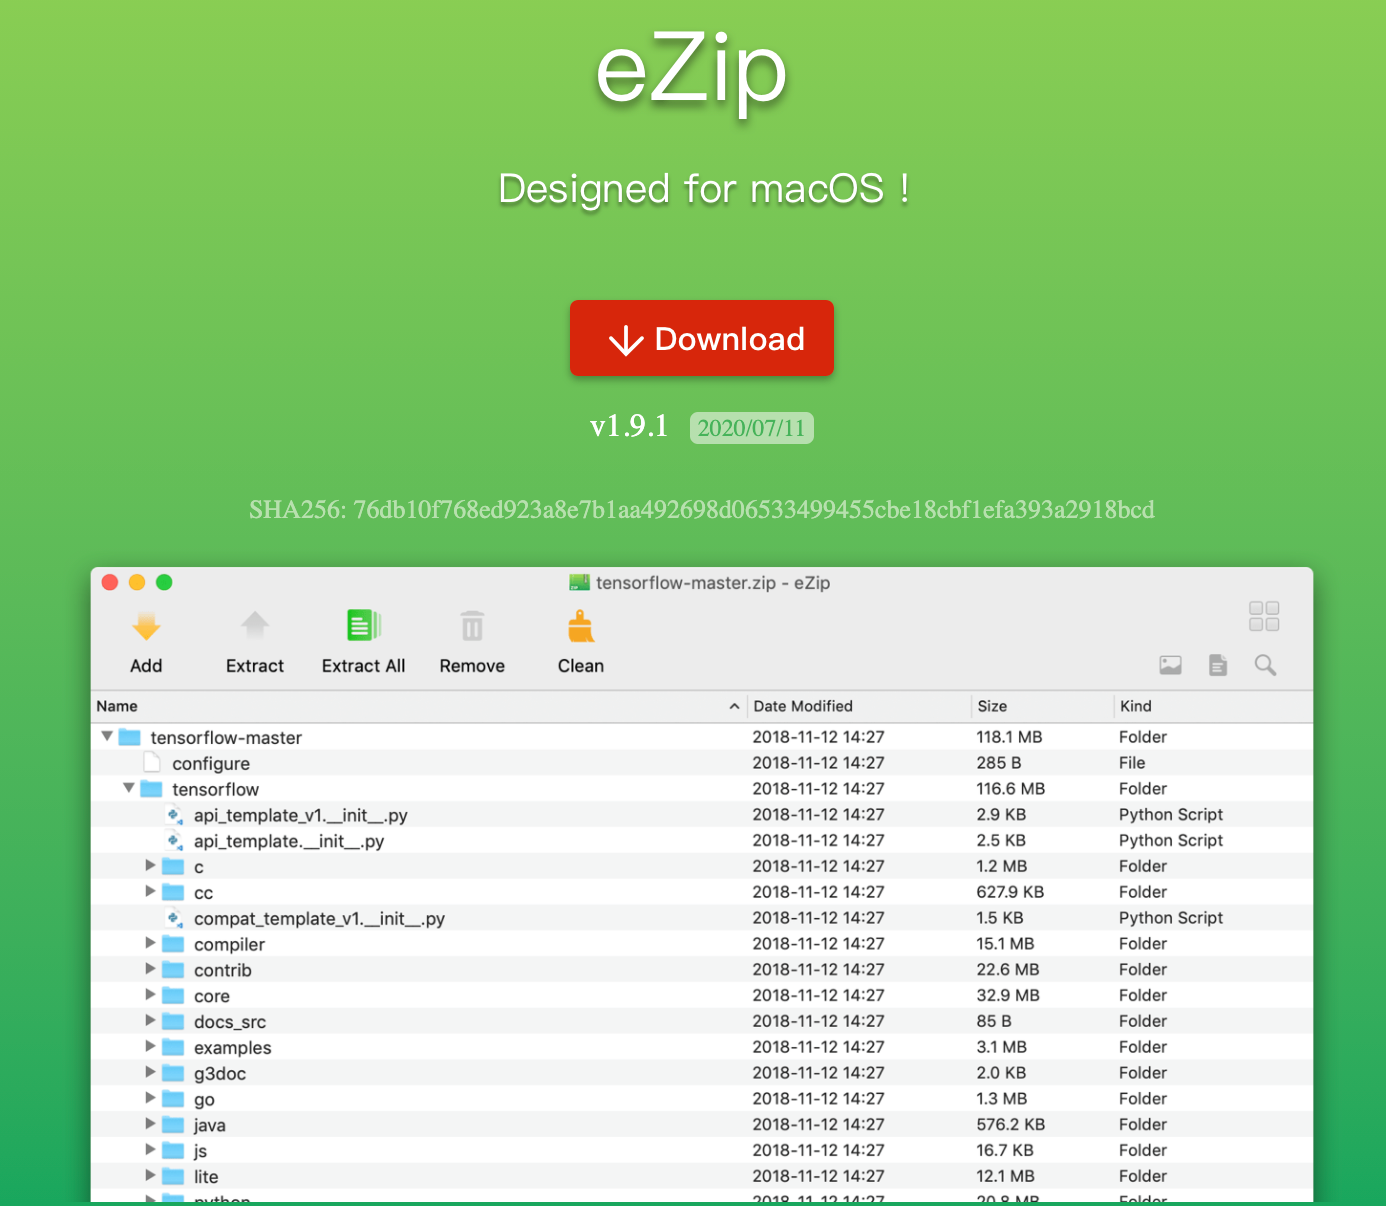 eZip
Designed for macOS !
Download
v1.9.1 2020/07/11
SHA256: 76db10f768ed923a8e7b1aa492698d06533499455cbe18cbf1efa393a2918bcd
tensorflow-master.zip - eZip
Add Extract Extract All Remove Clean
Name Date Modified Size Kind
tensorflow-master 2018-11-12 14:27 118.1 MB Folder
configure 2018-11-12 14:27 285 B File
tensorflow 2018-11-12 14:27 116.6 MB Folder
api_template_v1.__init__.py 2018-11-12 14:27 2.9 KB Python Script
api_template.__init__.py 2018-11-12 14:27 2.5 KB Python Script
c 2018-11-12 14:27 1.2 MB Folder
cc 2018-11-12 14:27 627.9 KB Folder
compat_template_v1.__init__.py 2018-11-12 14:27 1.5 KB Python Script
compiler 2018-11-12 14:27 15.1 MB Folder
contrib 2018-11-12 14:27 22.6 MB Folder
core 2018-11-12 14:27 32.9 MB Folder
docs_src 2018-11-12 14:27 85 B Folder
examples 2018-11-12 14:27 3.1 MB Folder
g3doc 2018-11-12 14:27 2.0 KB Folder
go 2018-11-12 14:27 1.3 MB Folder
java 2018-11-12 14:27 576.2 KB Folder
js 2018-11-12 14:27 16.7 KB Folder
lite 2018-11-12 14:27 12.1 MB Folder
python 2018-11-12 14:27 20.8 MB Folder